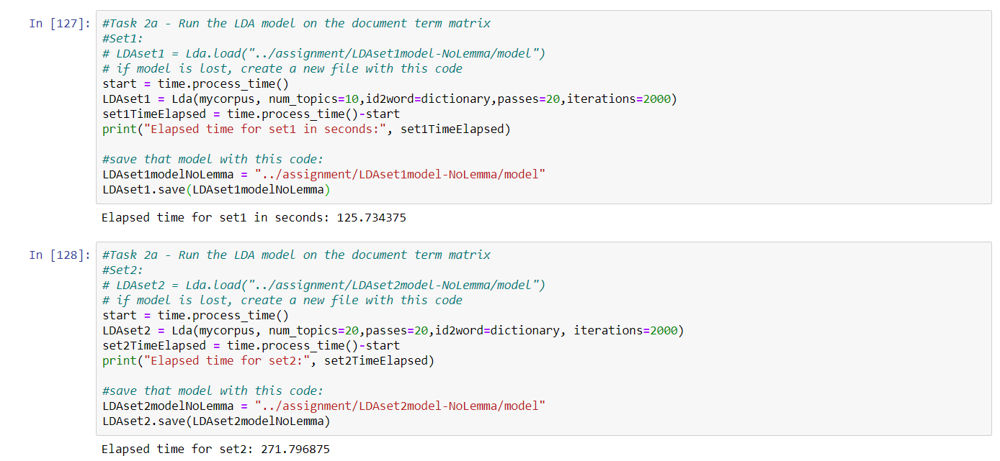 In [127]: #Task 2a - Run the LDA model on the document term matrix
#Set1:
# LDAset1 = Lda.load("../assignment/LDAset1model-NoLemma/model")
# if model is lost, create a new file with this code
start = time.process_time()
LDAset1 = Lda(mycorpus, num_topics=10,id2word=dictionary,passes=20,iterations=2000)
set1TimeElapsed = time.process_time()-start
print("Elapsed time for set1 in seconds:", set1TimeElapsed)
#save that model with this code:
LDAset1modelNoLemma = "../assignment/LDAset1model-NoLemma/model"
LDAset1.save(LDAset1modelNoLemma)
Elapsed time for set1 in seconds: 125.734375
In [128]: #Task 2a - Run the LDA model on the document term matrix
#Set2:
# LDAset2 = Lda.load("../assignment/LDAset2model-NoLemma/model")
# if model is lost, create a new file with this code
start = time.process_time()
LDAset2 = Lda(mycorpus, num_topics=20,passes=20,id2word=dictionary, iterations=2000)
set2TimeElapsed = time.process_time()-start
print("Elapsed time for set2:", set2TimeElapsed)
#save that model with this code:
LDAset2modelNoLemma = "../assignment/LDAset2model-NoLemma/model"
LDAset2.save(LDAset2modelNoLemma)
Elapsed time for set2: 271.796875